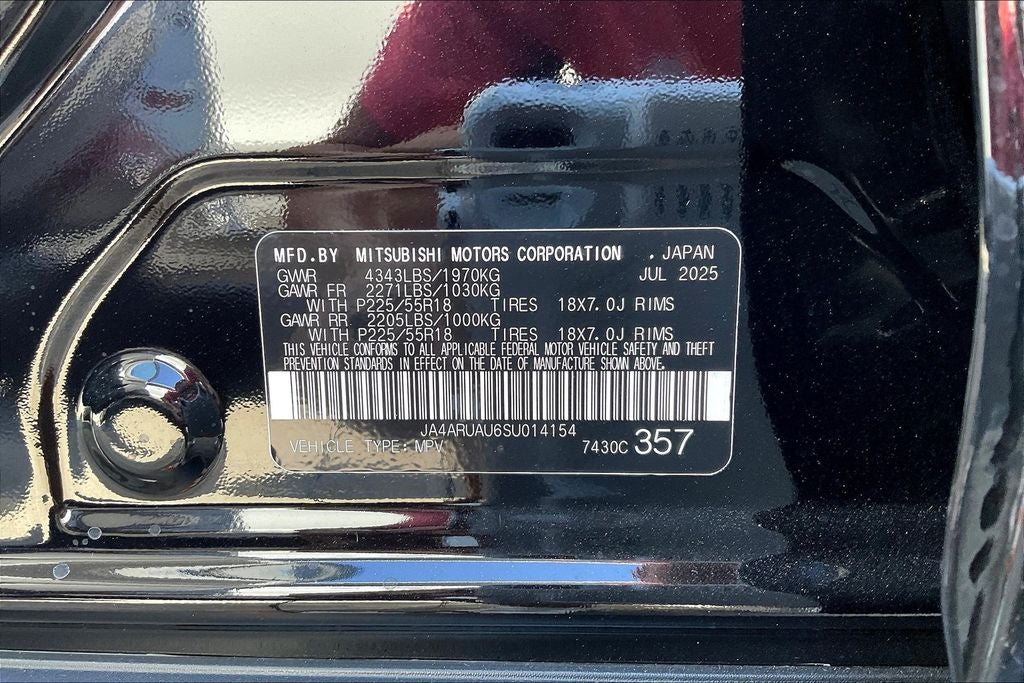 MFD.BY MITSUBISHI MOTORS CORPORATION . JAPAN
GWWR 4343LBS/1970KG JUL 2025
GAWR FR 2271LBS/1030KG
WITH P225/55R18 TIRES 18X7.0J RIMS
GAWR RR 2205LBS/1000KG
WITH P225/55R18 TIRES 18X7.0J RIMS
THIS VEHICLE CONFORMS TO ALL APPLICABLE FEDERAL MOTOR VEHICLE SAFETY AND THEFT
PREVENTION STANDARDS IN EFFECT ON THE DATE OF MANUFACTURE SHOWN ABOVE.
JA4ARUAU6SU014154
VEHICLE TYPE: MPV 7430C 357